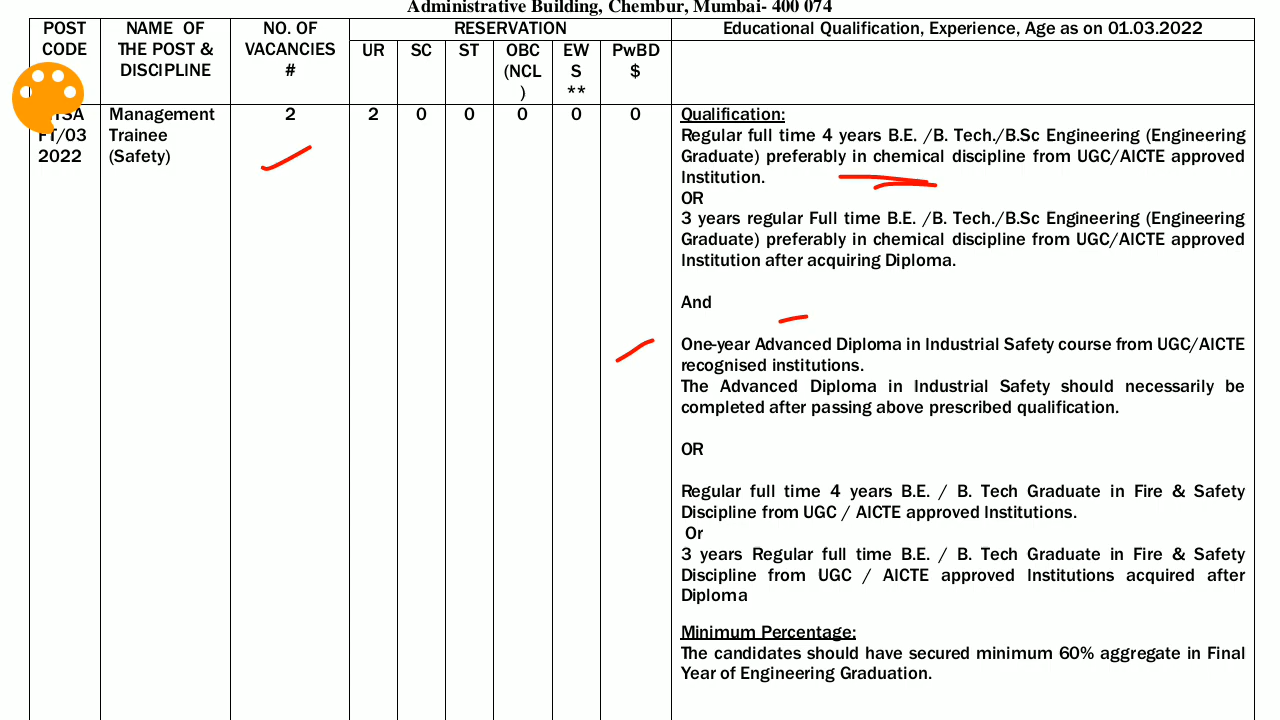 Administrative Building, Chembur, Mumbai- 400 074
POST CODE
NAME OF THE POST & DISCIPLINE
NO. OF VACANCIES #
RESERVATION
Educational Qualification, Experience, Age as on 01.03.2022
UR
SC
ST
OBC (NCL )
EW S **
PwBD $
FT/03
2022
Management
Trainee
(Safety)
2
2
0
0
0
0
0
Qualification:
Regular full time 4 years B.E. /B. Tech./B.Sc Engineering (Engineering
Graduate) preferably in chemical discipline from UGC/AICTE approved
Institution.
OR
3 years regular Full time B.E. /B. Tech./B.Sc Engineering (Engineering
Graduate) preferably in chemical discipline from UGC/AICTE approved
Institution after acquiring Diploma.
And
One-year Advanced Diploma in Industrial Safety course from UGC/AICTE
recognised institutions.
The Advanced Diploma in Industrial Safety should necessarily be
completed after passing above prescribed qualification.
OR
Regular full time 4 years B.E. / B. Tech Graduate in Fire & Safety
Discipline from UGC / AICTE approved Institutions.
Or
3 years Regular full time B.E. / B. Tech Graduate in Fire & Safety
Discipline from UGC / AICTE approved Institutions acquired after
Diploma
Minimum Percentage:
The candidates should have secured minimum 60% aggregate in Final
Year of Engineering Graduation.